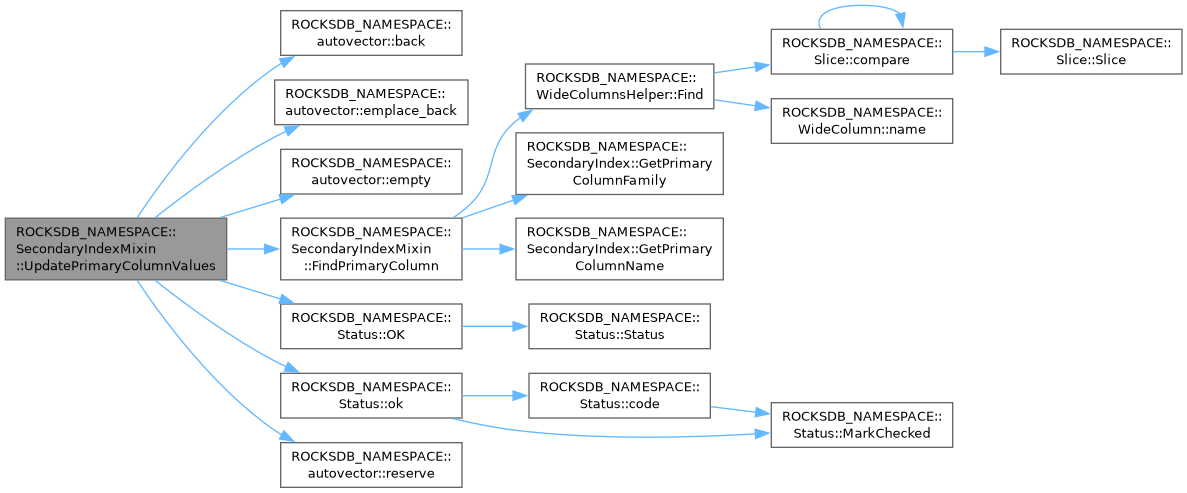 ROCKSDB_NAMESPACE::
SecondaryIndexMixin
::UpdatePrimaryColumnValues
ROCKSDB_NAMESPACE::
autovector::back
ROCKSDB_NAMESPACE::
autovector::emplace_back
ROCKSDB_NAMESPACE::
autovector::empty
ROCKSDB_NAMESPACE::
SecondaryIndexMixin
::FindPrimaryColumn
ROCKSDB_NAMESPACE::
WideColumnsHelper::Find
ROCKSDB_NAMESPACE::
Slice::compare
ROCKSDB_NAMESPACE::
Slice::Slice
ROCKSDB_NAMESPACE::
WideColumn::name
ROCKSDB_NAMESPACE::
SecondaryIndex::GetPrimary
ColumnFamily
ROCKSDB_NAMESPACE::
SecondaryIndex::GetPrimary
ColumnName
ROCKSDB_NAMESPACE::
Status::OK
ROCKSDB_NAMESPACE::
Status::Status
ROCKSDB_NAMESPACE::
Status::ok
ROCKSDB_NAMESPACE::
Status::code
ROCKSDB_NAMESPACE::
Status::MarkChecked
ROCKSDB_NAMESPACE::
autovector::reserve